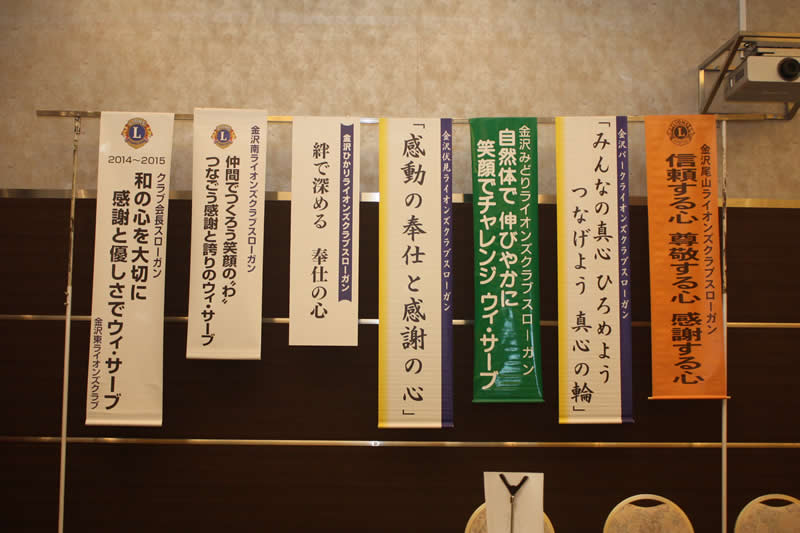 2014～2015
クラブ会長スローガン
和の心を大切に
感謝と優しさでウィ・サーブ
金沢東ライオンズクラブ
金沢南ライオンズクラブスローガン
仲間でつくろう笑顔の〝わ〟
つなごう感謝と誇りのウィ・サーブ
金沢ひかりライオンズクラブスローガン
絆で深める 奉仕の心
金沢伏見ライオンズクラブスローガン
「感動の奉仕と感謝の心」
金沢みどりライオンズクラブスローガン
自然体で 伸びやかに
笑顔でチャレンジ ウィ・サーブ
金沢パークライオンズクラブスローガン
「みんなの真心 ひろめよう
つなげよう 真心の輪」
金沢尾山ライオンズクラブスローガン
信頼する心 尊敬する心 感謝する心